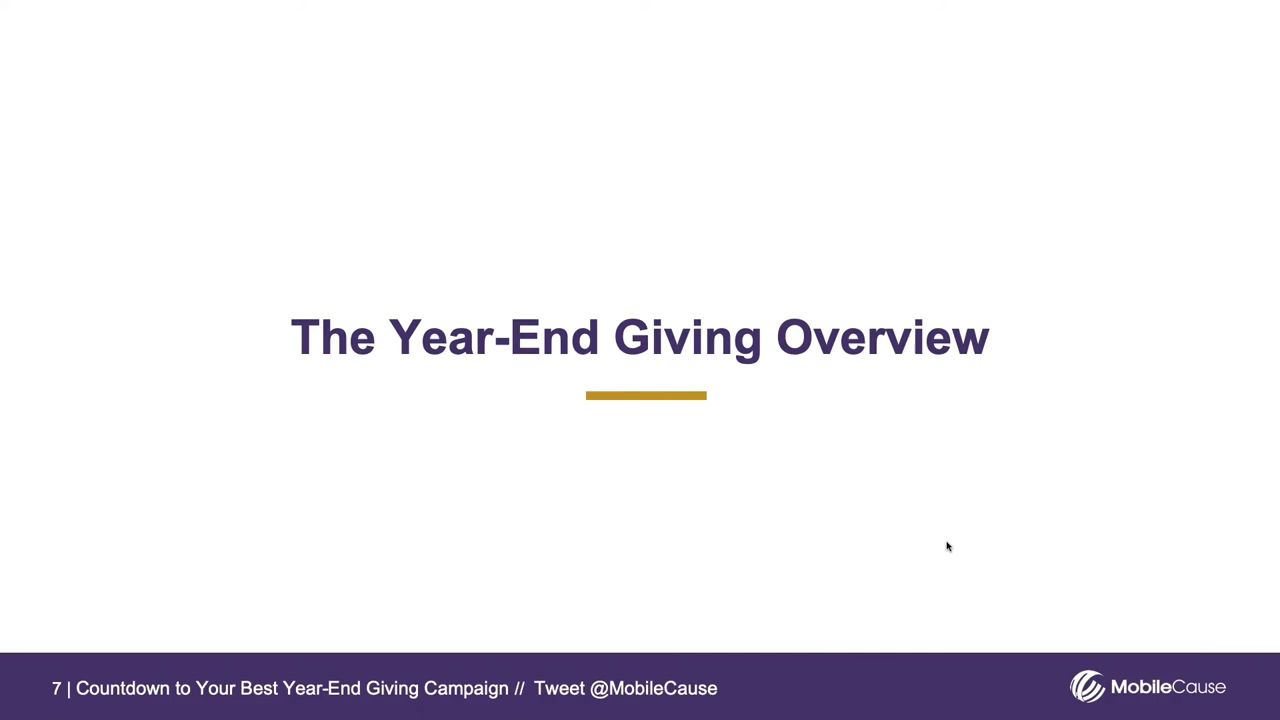 The Year-End Giving Overview
7 | Countdown to Your Best Year-End Giving Campaign // Tweet @MobileCause
MobileCause